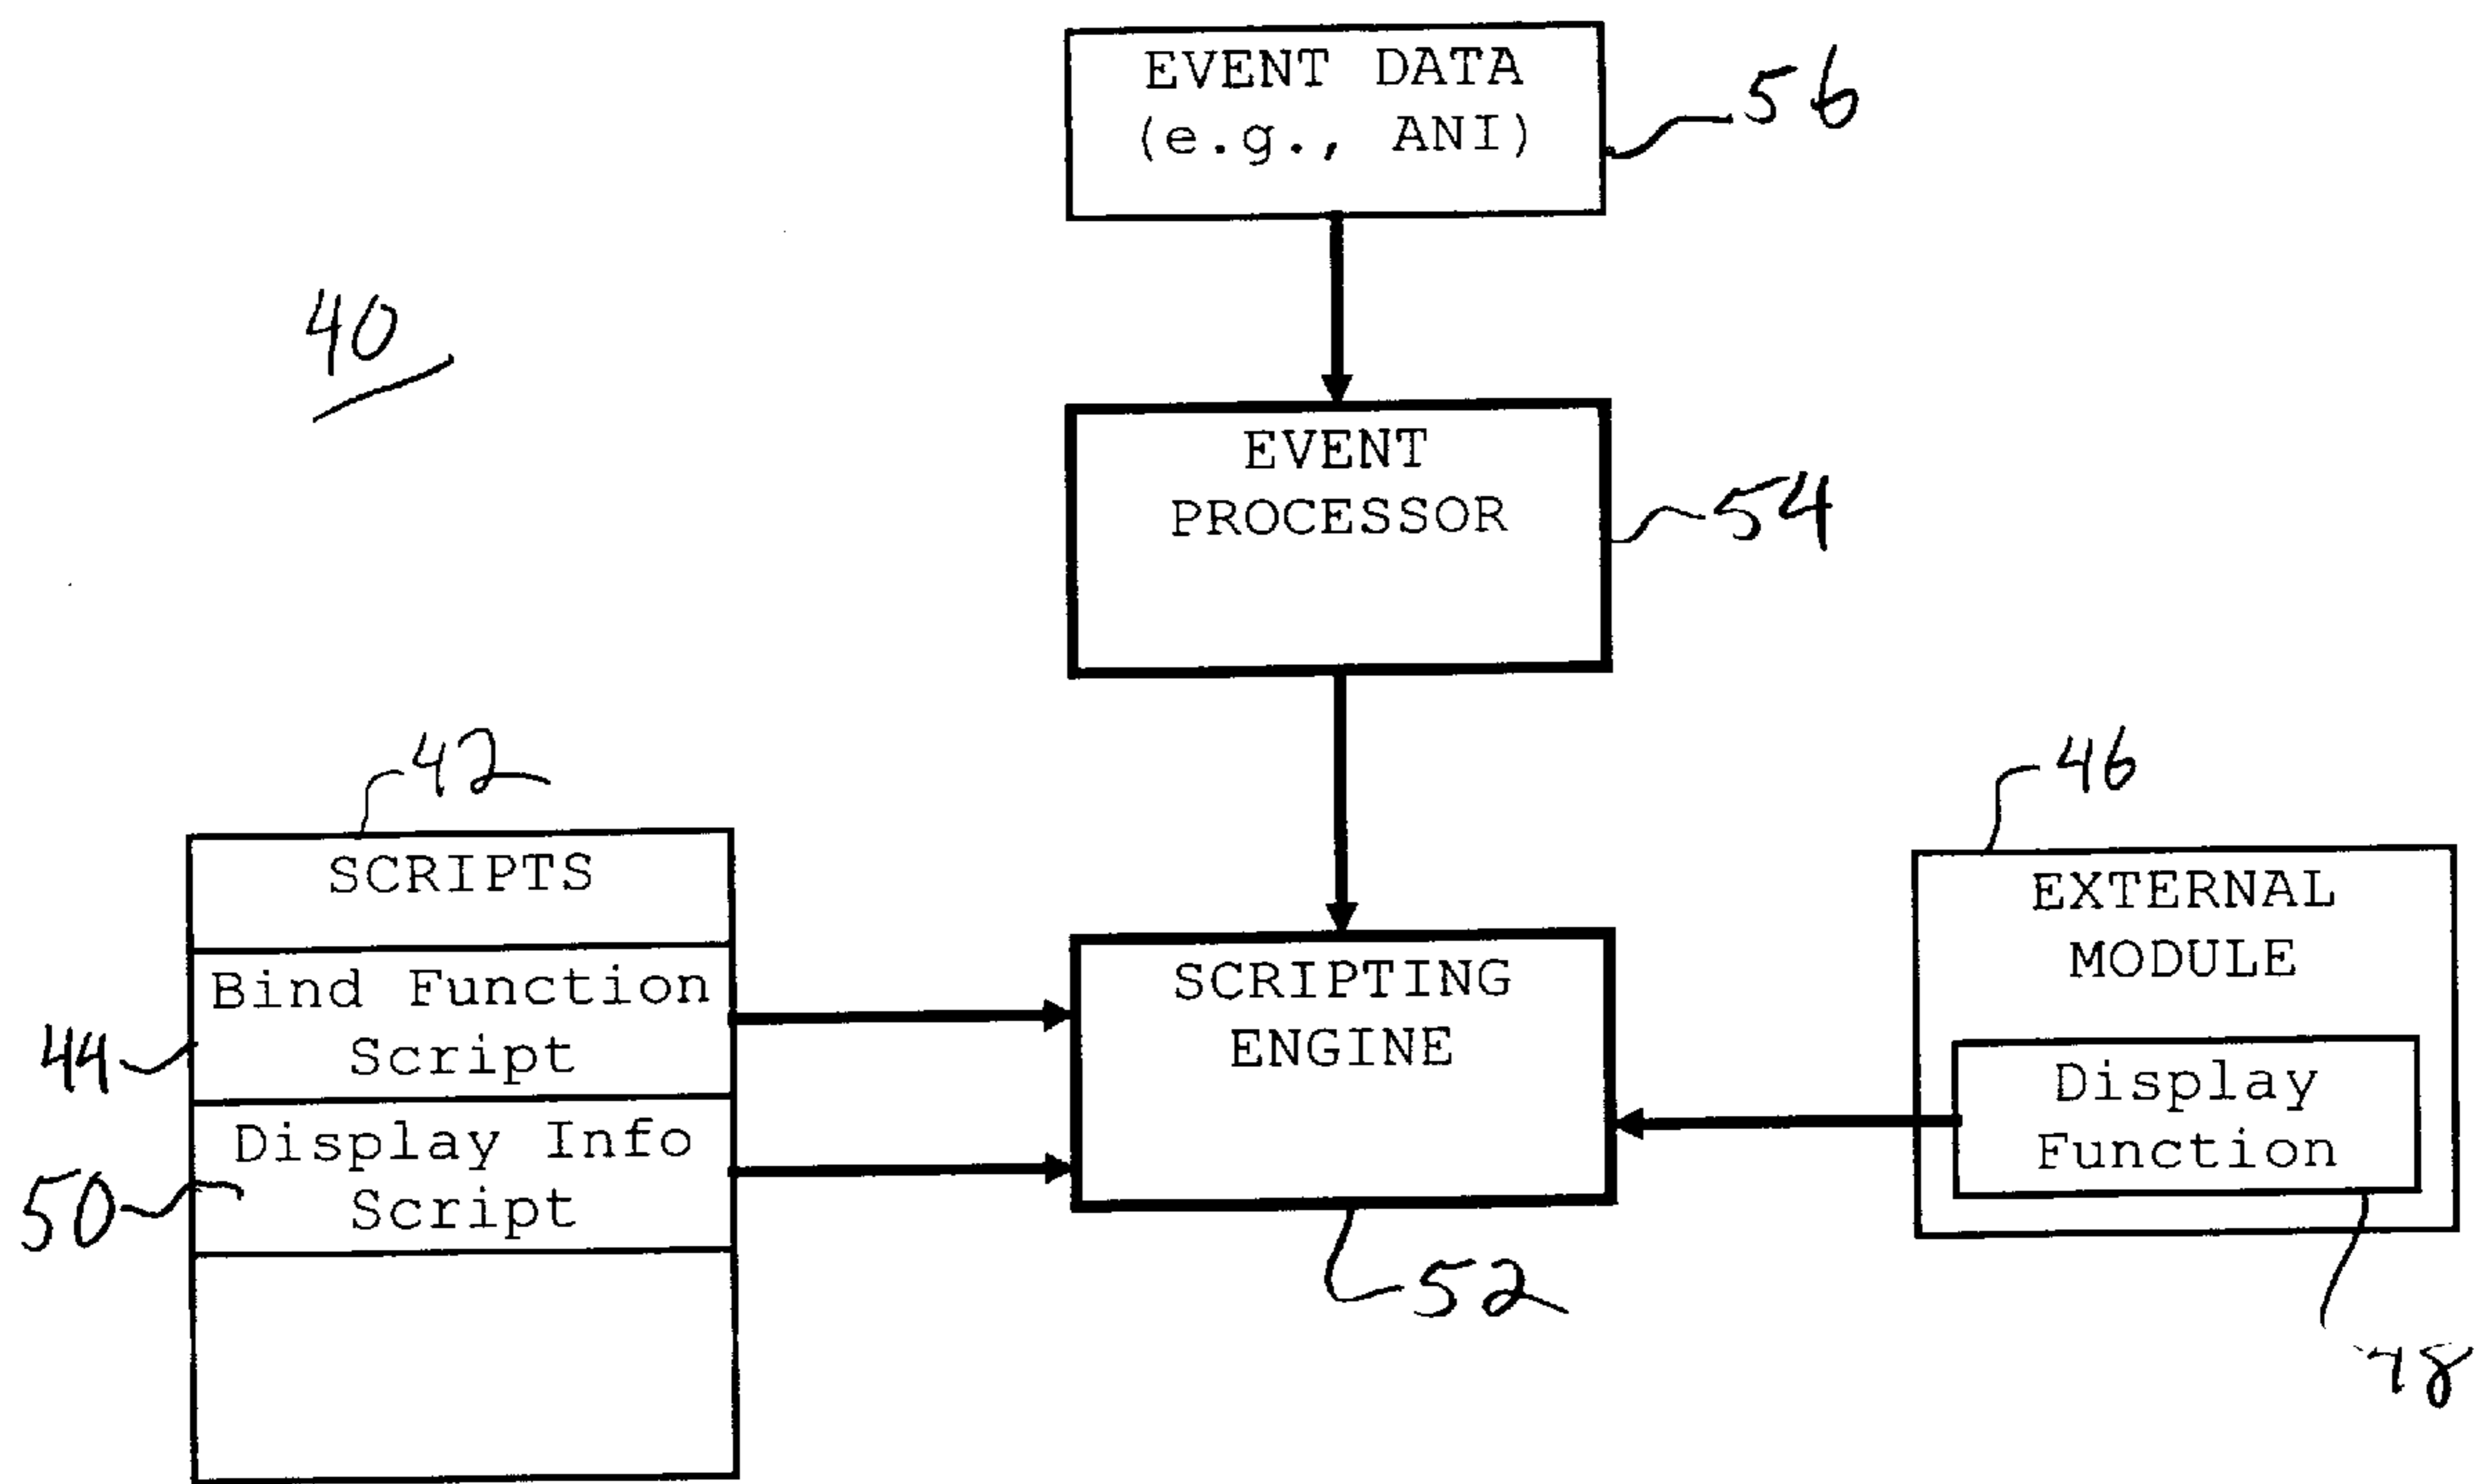 EVENT DATA
(e.g., ANI)
56
40
EVENT
PROCESSOR
54
42
46
SCRIPTS
EXTERNAL
MODULE
Bind Function
Script
44
SCRIPTING
ENGINE
Display
Function
Display Info
Script
50
52